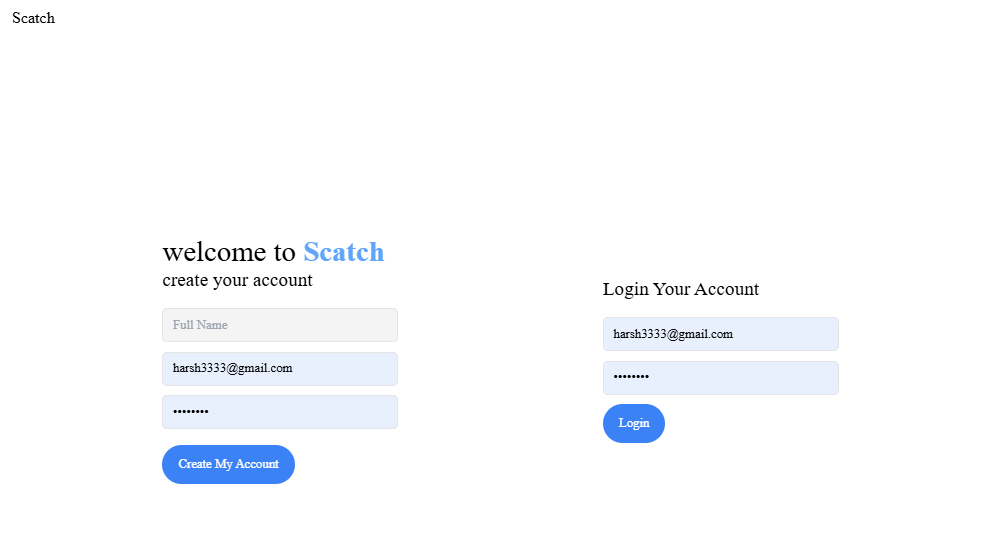 Scatch
welcome to Scatch
create your account
Full Name
harsh3333@gmail.com
••••••••
Create My Account
Login Your Account
harsh3333@gmail.com
••••••••
Login